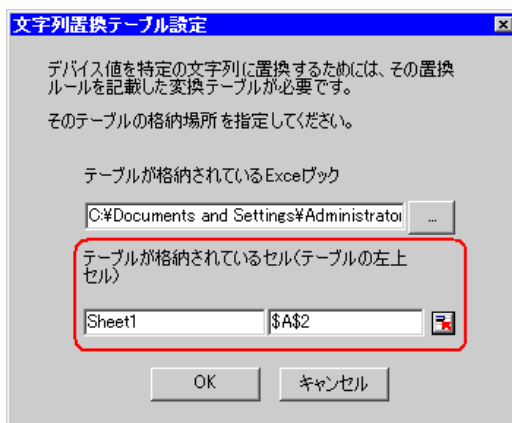 文字列置換テーブル設定
デバイス値を特定の文字列に置換するためには、その置換
ルールを記載した変換テーブルが必要です。
そのテーブルの格納場所を指定してください。
テーブルが格納されているExcelブック
C:¥Documents and Settings¥Administrator
...
テーブルが格納されているセル(テーブルの左上
セル)
Sheet1 $A$2
OK キャンセル